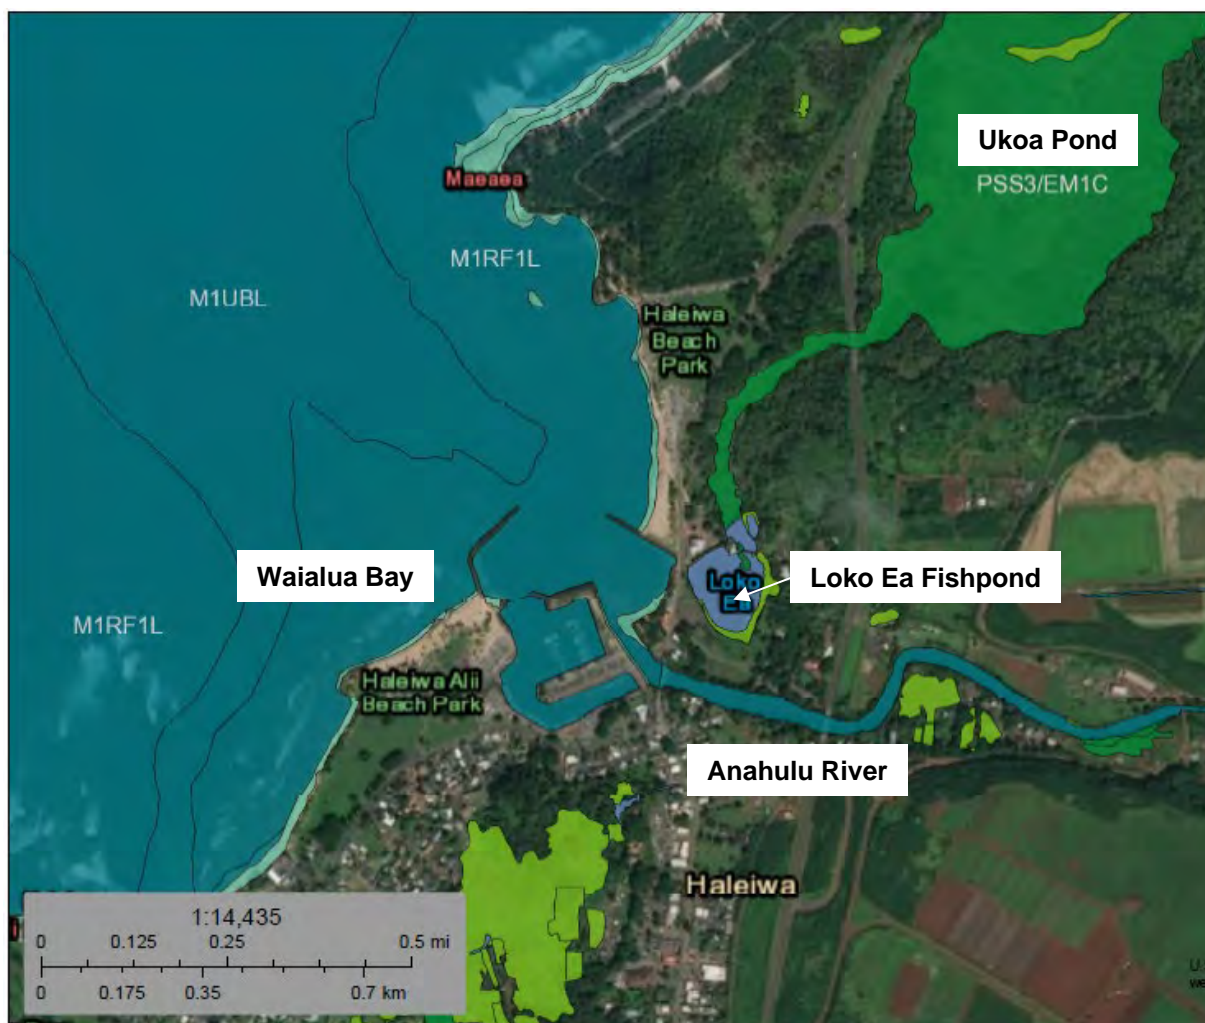 Ukoa Pond
PSS3/EM1C
Maeaea
M1RF1L
M1UBL
Haleiwa
Beach
Park
Waialua Bay
Loko
Ea
Loko Ea Fishpond
M1RF1L
Haleiwa Alii
Beach Park
Anahulu River
Haleiwa
1:14,435
0 0.125 0.25 0.5 mi
0 0.175 0.35 0.7 km